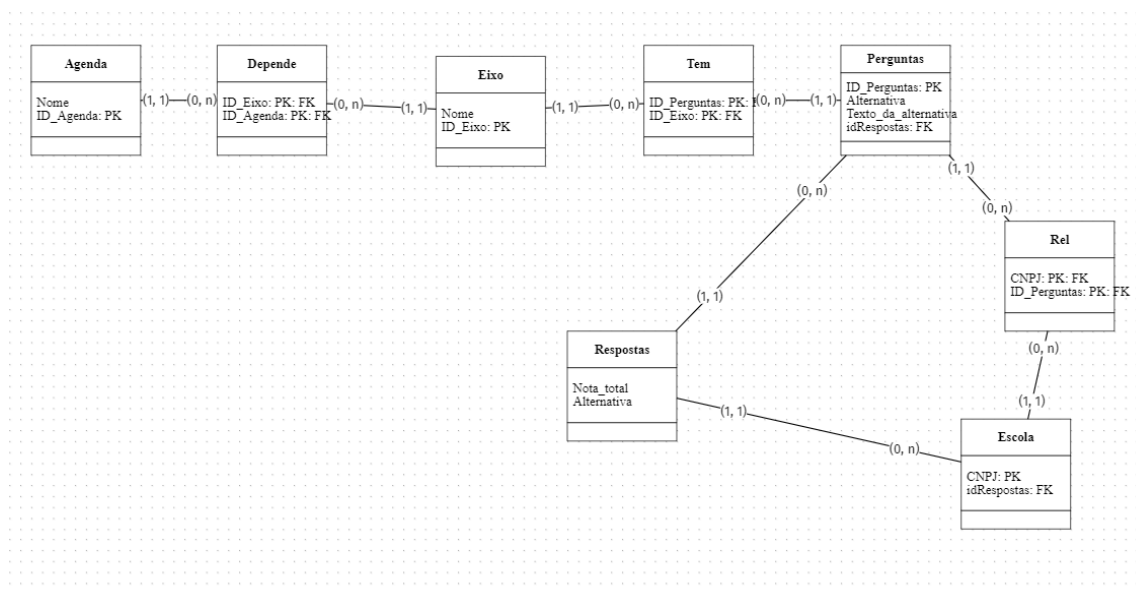 Agenda
Nome
ID_Agenda: PK
(1, 1)
(0, n)
Depende
ID_Eixo: PK: FK
ID_Agenda: PK: FK
(0, n)
(1, 1)
Eixo
Nome
ID_Eixo: PK
(1, 1)
(0, n)
Tem
ID_Perguntas: PK:
ID_Eixo: PK: FK
(0, n)
(1, 1)
Perguntas
ID_Perguntas: PK
Alternativa
Texto_da_alternativa
idRespostas: FK
(1, 1)
(0, n)
(0, n)
(1, 1)
Rel
CNPJ: PK: FK
ID_Perguntas: PK: FK
(0, n)
(1, 1)
Respostas
Nota_total
Alternativa
(1, 1)
(0, n)
Escola
CNPJ: PK
idRespostas: FK